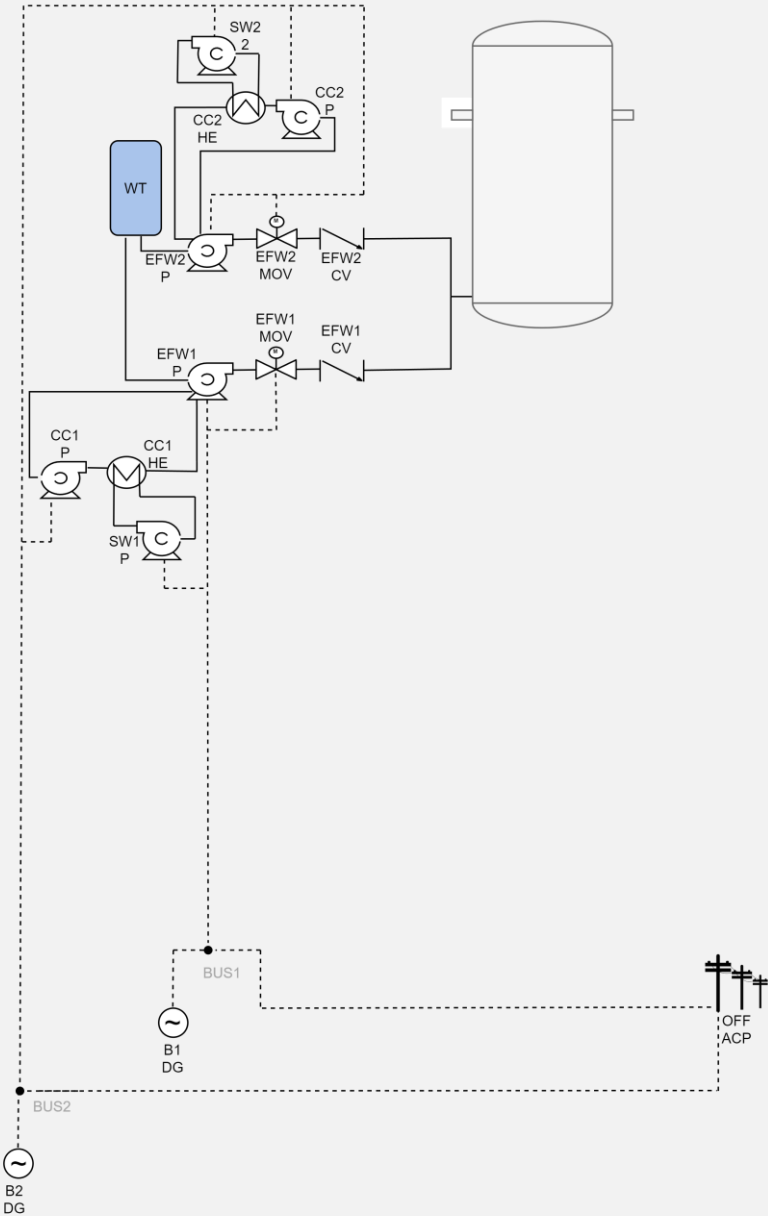 SW2
2
CC2
P
CC2
HE
WT
EFW2
P
EFW2
MOV
EFW2
CV
EFW1
MOV
EFW1
CV
EFW1
P
CC1
P
CC1
HE
SW1
P
BUS1
OFF
ACP
B1
DG
BUS2
B2
DG